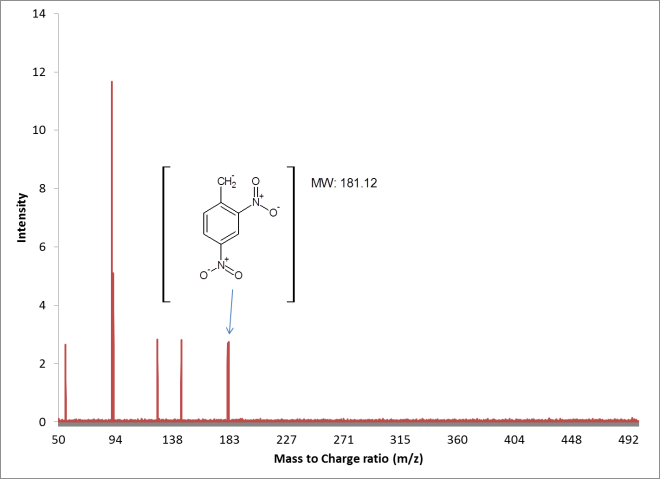 14
12
10
8
6
4
2
0
Intensity
CH2-
O
N+
O-
MW: 181.12
O-
N+
O
50 94 138 183 227 271 315 360 404 448 492
Mass to Charge ratio (m/z)